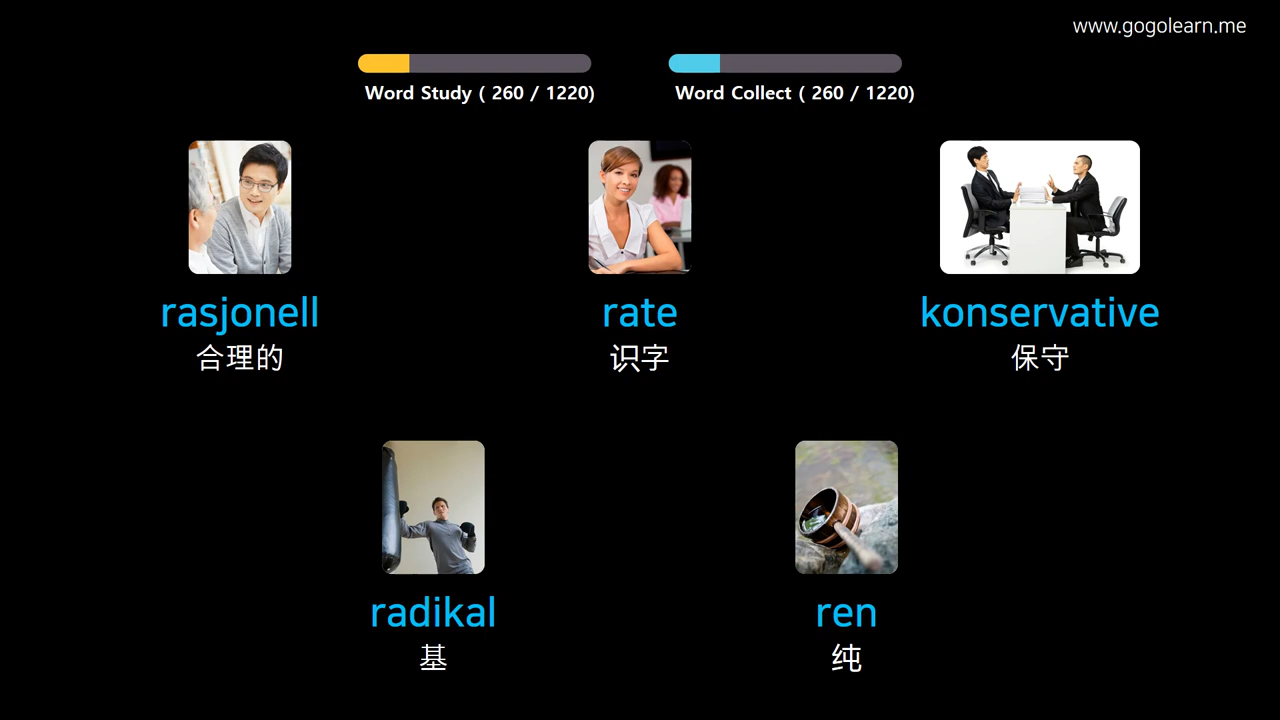 www.gogolearn.me
Word Study ( 260 / 1220)
Word Collect ( 260 / 1220)
rasjonell
合理的
rate
识字
konservative
保守
radikal
基
ren
纯